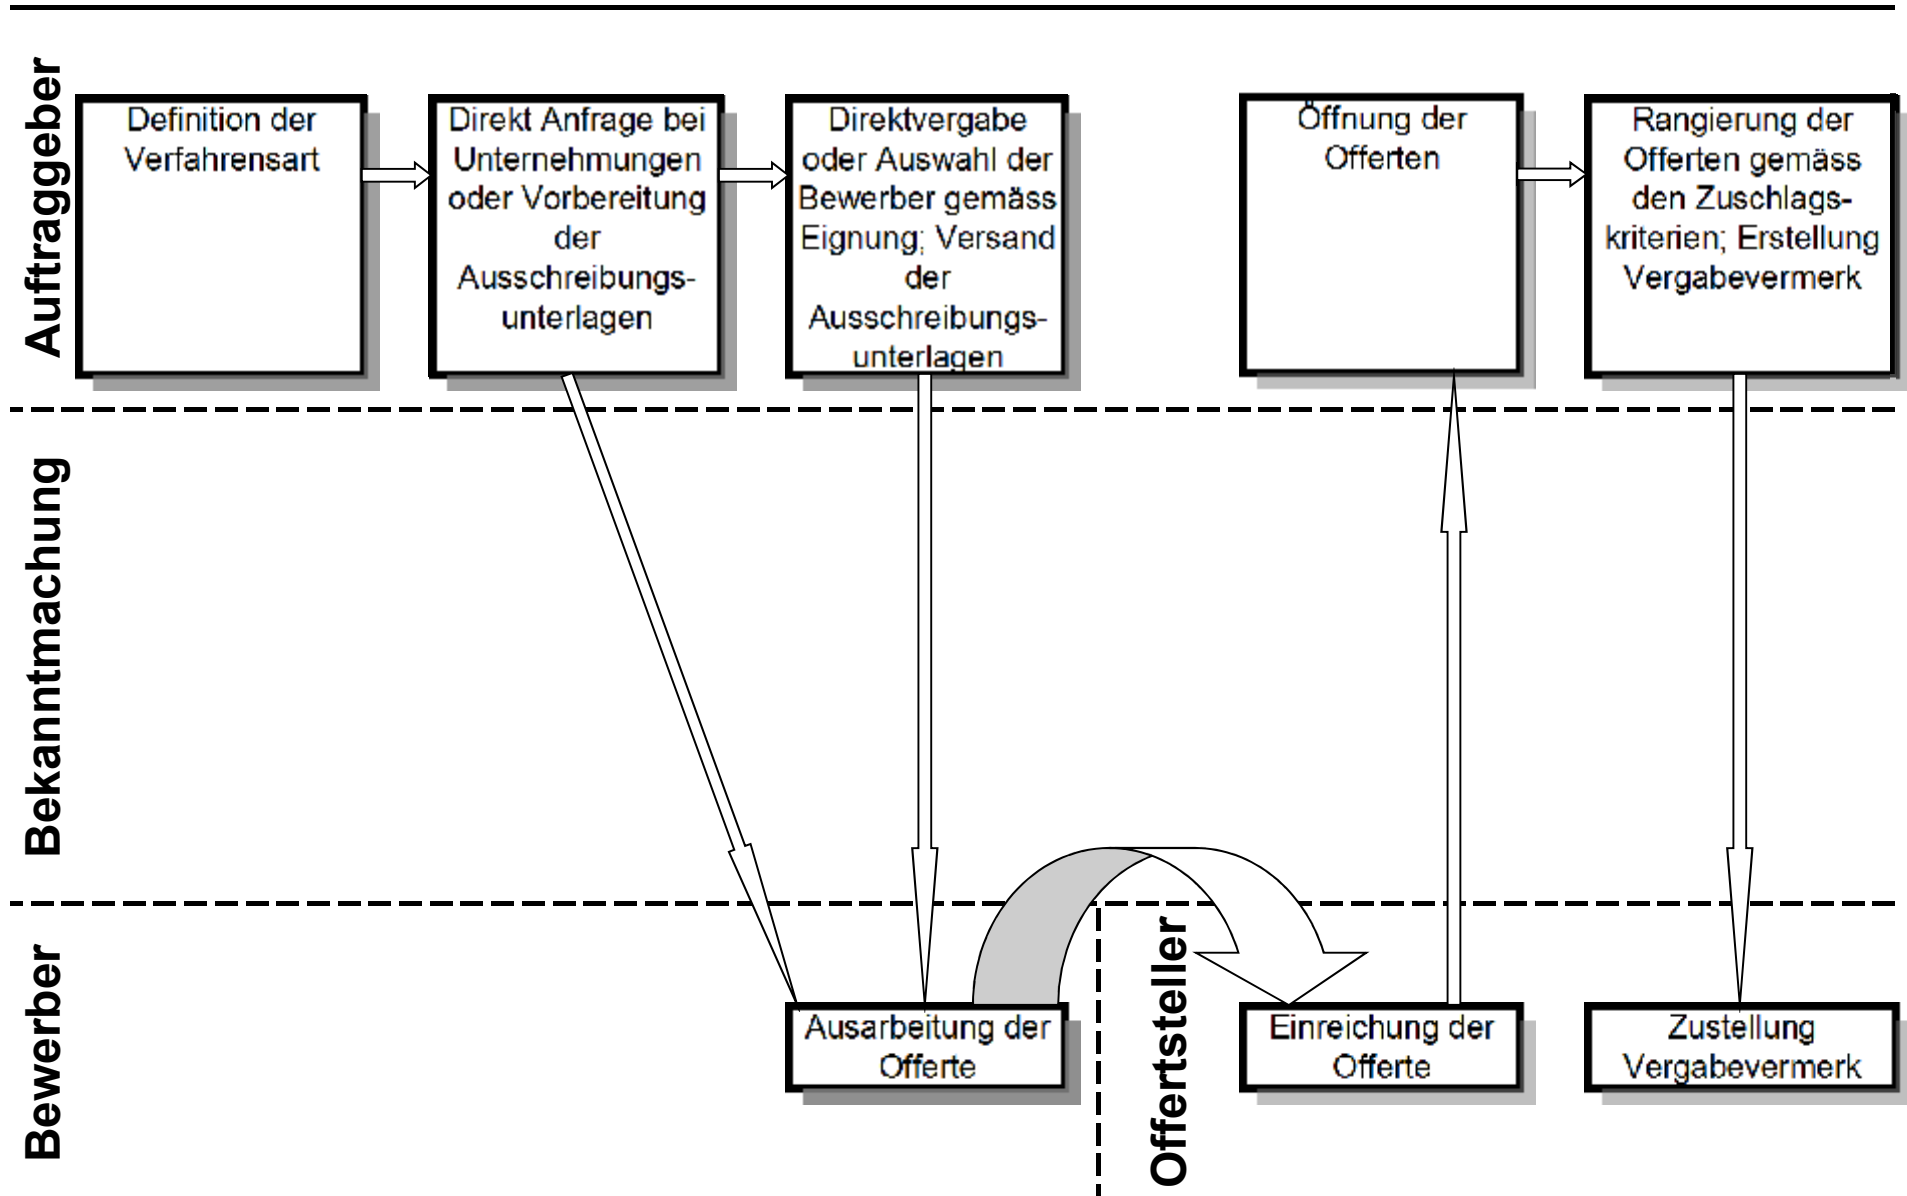 Auftraggeber
Definition der
Verfahrensart
Direkt Anfrage bei
Unternehmungen
oder Vorbereitung
der
Ausschreibungs-
unterlagen
Direktvergabe
oder Auswahl der
Bewerber gemäss
Eignung; Versand
der
Ausschreibungs-
unterlagen
Öffnung der
Offerten
Rangierung der
Offerten gemäss
den Zuschlags-
kriterien; Erstellung
Vergabevermerk
Bekanntmachung
Bewerber
Ausarbeitung der
Offerte
Offertsteller
Einreichung der
Offerte
Zustellung
Vergabevermerk